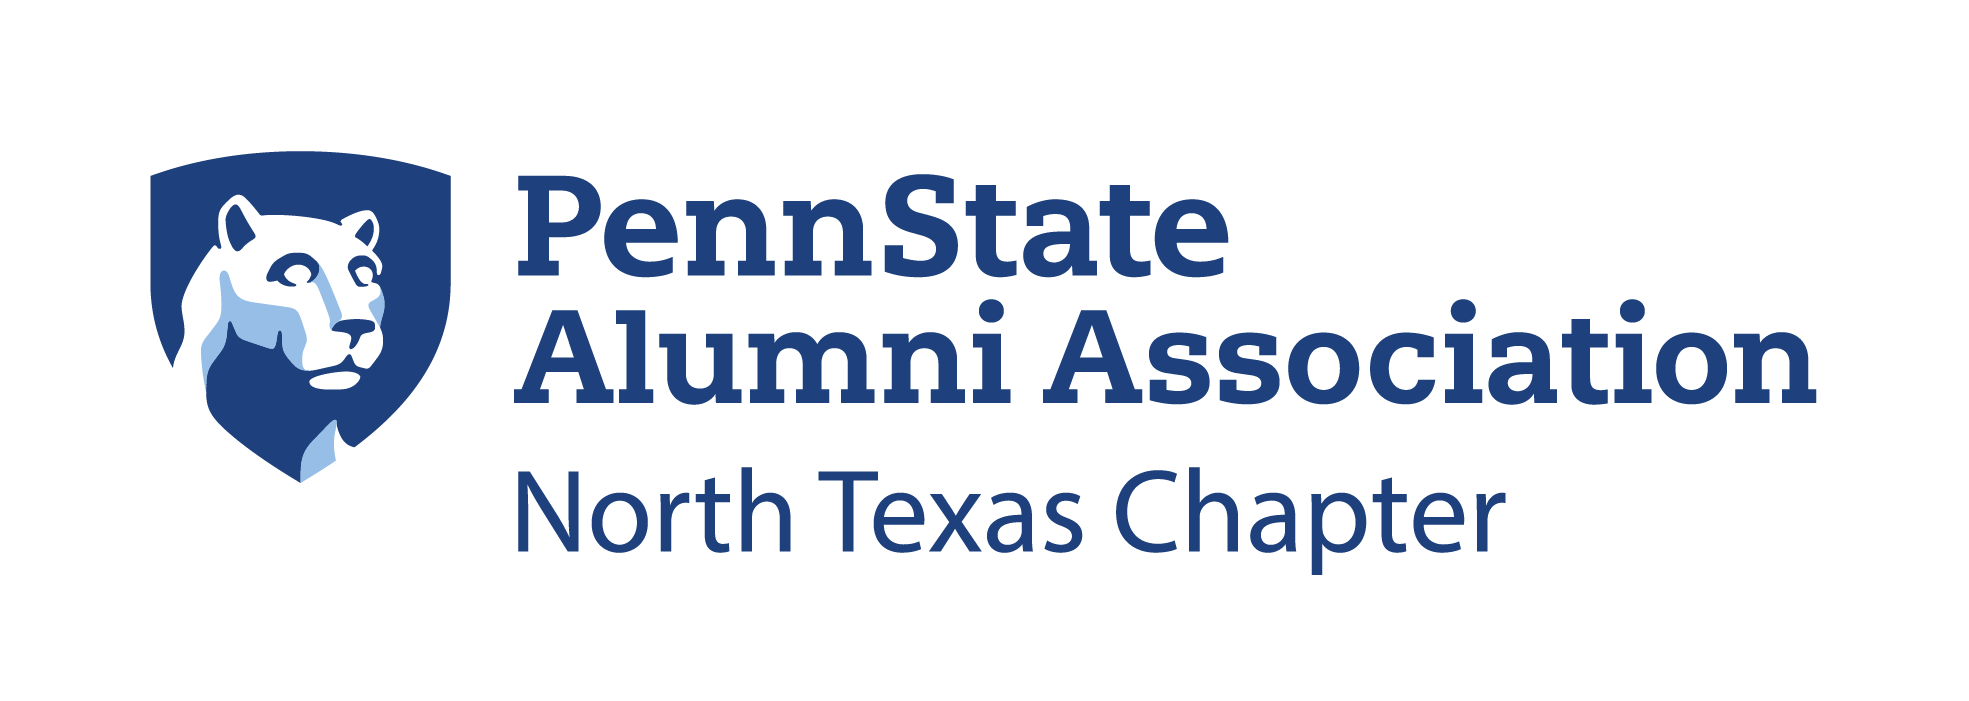 PennState
Alumni Association
North Texas Chapter